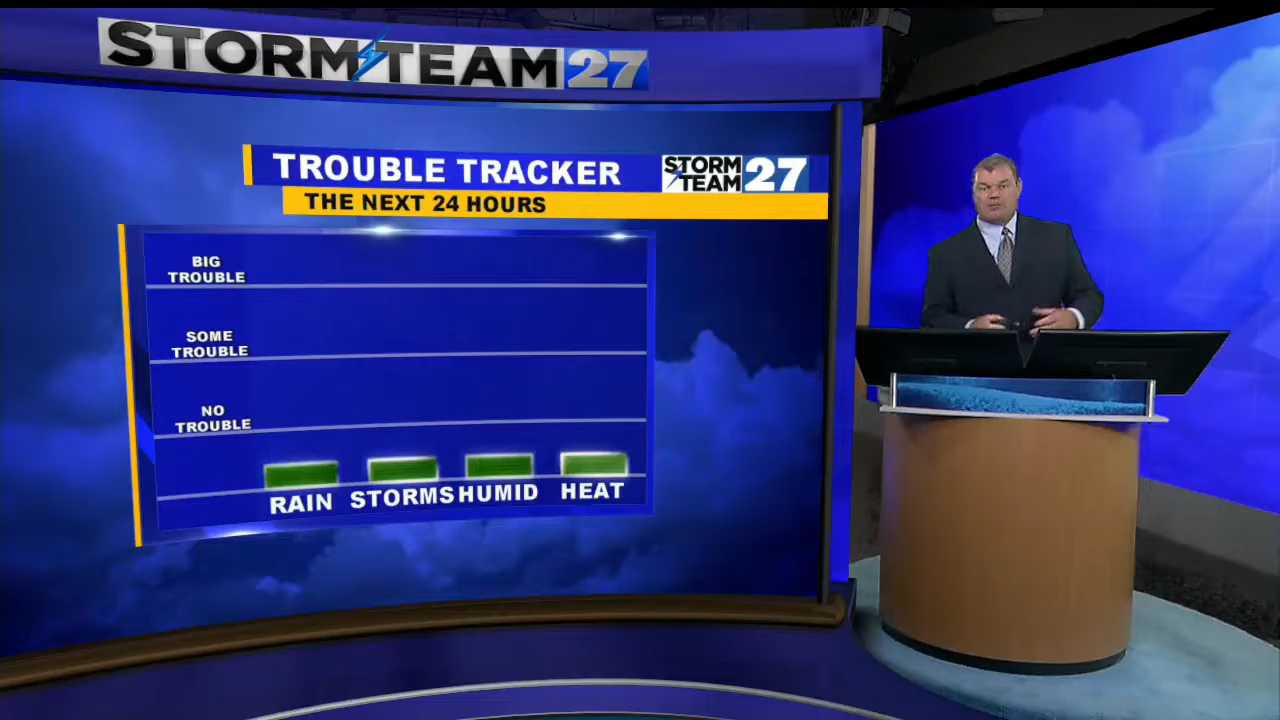 STORM TEAM 27
TROUBLE TRACKER
STORM TEAM 27
THE NEXT 24 HOURS
BIG
TROUBLE
SOME
TROUBLE
NO
TROUBLE
RAIN STORMS HUMID HEAT